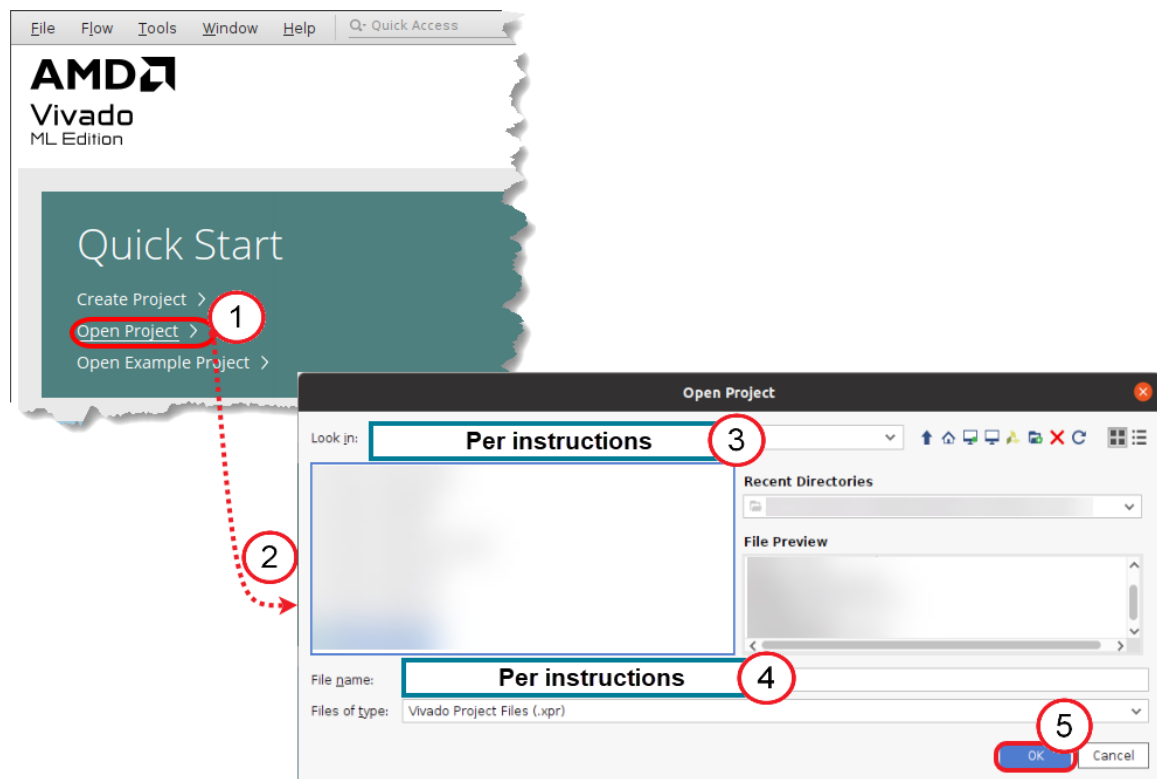 File Flow Tools Window Help Q- Quick Access
AMD
Vivado
ML Edition
Quick Start
Create Project >
1
Open Project >
Open Example Project >
Open Project
Look in: Per instructions 3
Recent Directories
2
File Preview
File name: Per instructions 4
Files of type: Vivado Project Files (.xpr)
5
OK Cancel